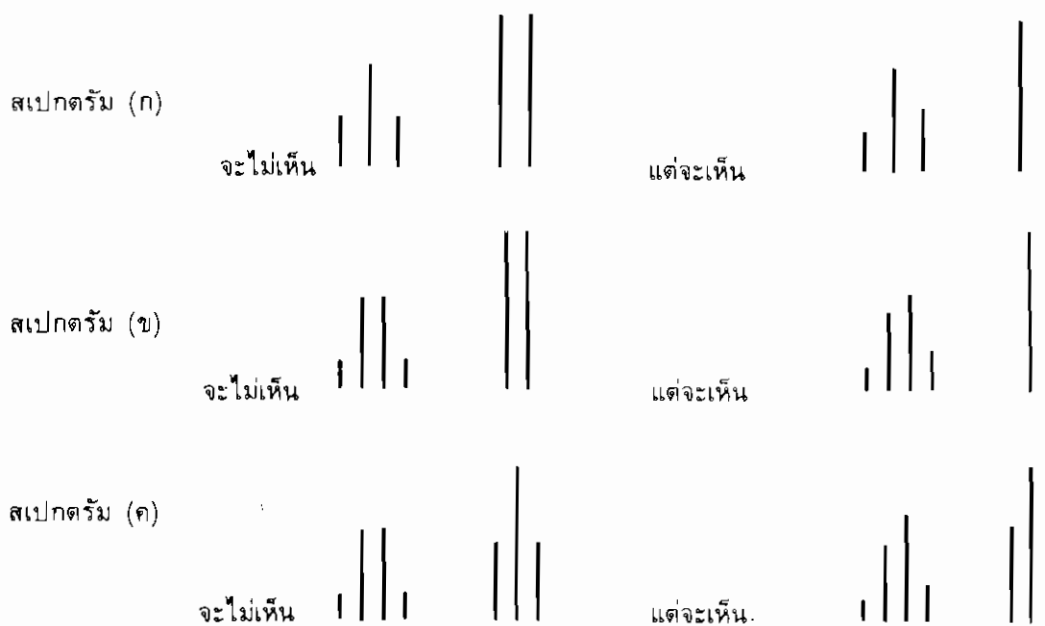 สเปกตรัม (ก)
จะไม่เห็น แต่จะเห็น
สเปกตรัม (ข)
จะไม่เห็น แต่จะเห็น
สเปกตรัม (ค)
จะไม่เห็น แต่จะเห็น.